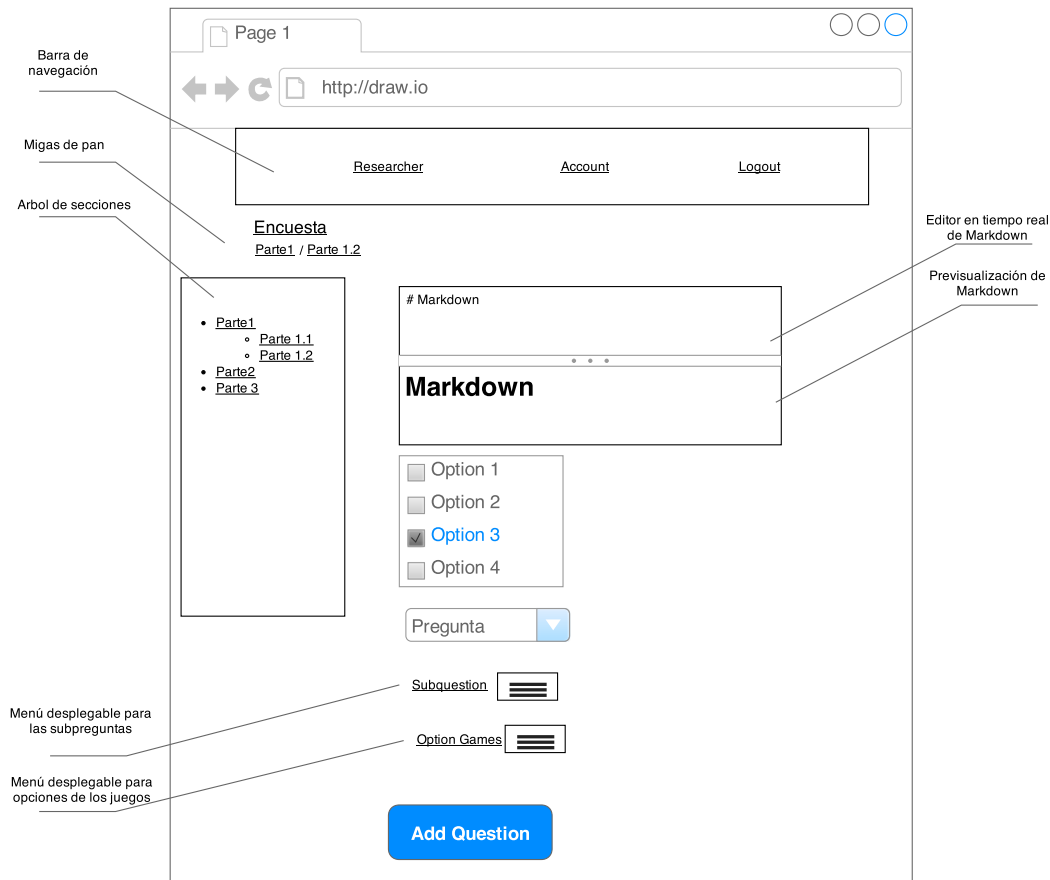 Page 1
http://draw.io
Barra de
navegación
Migas de pan
Arbol de secciones
Researcher
Account
Logout
Encuesta
Parte1 / Parte 1.2
Editor en tiempo real
de Markdown
Previsualización de
Markdown
Parte1
Parte 1.1
Parte 1.2
Parte2
Parte 3
# Markdown
Markdown
Option 1
Option 2
Option 3
Option 4
Pregunta
Subquestion
Option Games
Menú desplegable para
las subpreguntas
Menú desplegable para
opciones de los juegos
Add Question